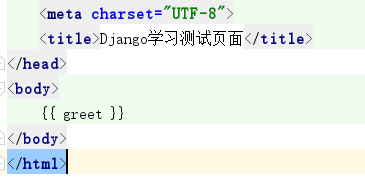 <meta charset="UTF-8">
<title>Django学习测试页面</title>
</head>
<body>
{{ greet }}
</body>
</html>